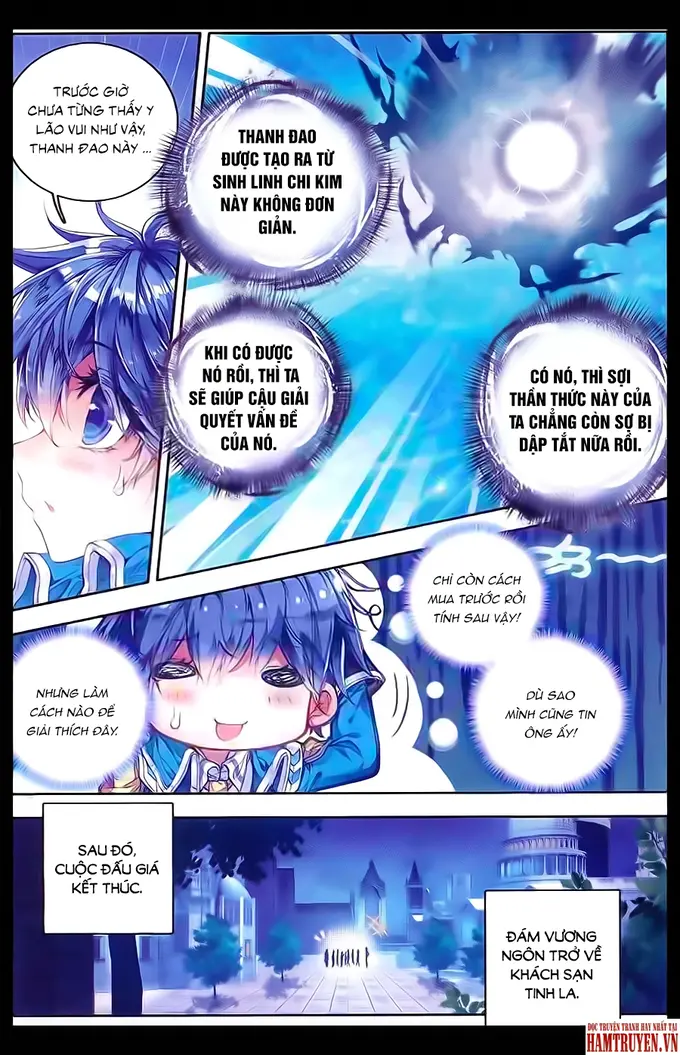 TRƯỚC GIỜ
CHƯA TỪNG THẤY Y
LÃO VUI NHƯ VẬY,
THANH ĐAO NÀY ...
THANH ĐAO
ĐƯỢC TẠO RA TỪ
SINH LINH CHI KIM
NÀY KHÔNG ĐƠN
GIẢN.
KHI CÓ ĐƯỢC
NÓ RỒI, THÌ TA
SẼ GIÚP CẬU GIẢI
QUYẾT VẤN ĐỀ
CỦA NÓ.
CÓ NÓ, THÌ SỢI
THẦN THỨC NÀY CỦA
TA CHẲNG CÒN SỢ BỊ
DẬP TẮT NỮA RỒI.
CHỈ CÒN CÁCH
MUA TRƯỚC RỒI
TÍNH SAU VẬY!
DÙ SAO
MÌNH CŨNG TIN
ÔNG ẤY!
NHƯNG LÀM
CÁCH NÀO ĐỂ
GIẢI THÍCH ĐÂY.
SAU ĐÓ,
CUỘC ĐẤU GIÁ
KẾT THÚC.
ĐÁM VƯƠNG
NGÔN TRỞ VỀ
KHÁCH SẠN
TINH LA.
ĐỌC TRUYỆN TRANH HAY NHẤT TẠI
HAMTRUYEN.VN